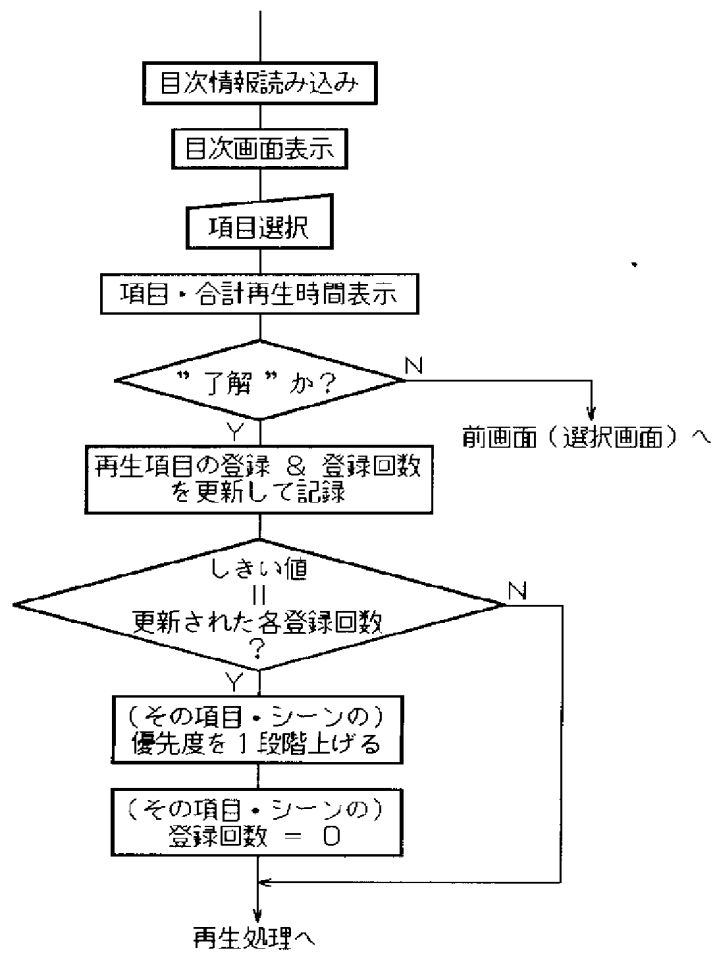 目次情報読み込み
目次画面表示
項目選択
項目・合計再生時間表示
”了解”か？
N
Y
前画面（選択画面）へ
再生項目の登録 ＆ 登録回数
を更新して記録
しきい値
＝
更新された各登録回数
？
N
Y
（その項目・シーンの）
優先度を１段階上げる
（その項目・シーンの）
登録回数 ＝ ０
再生処理へ